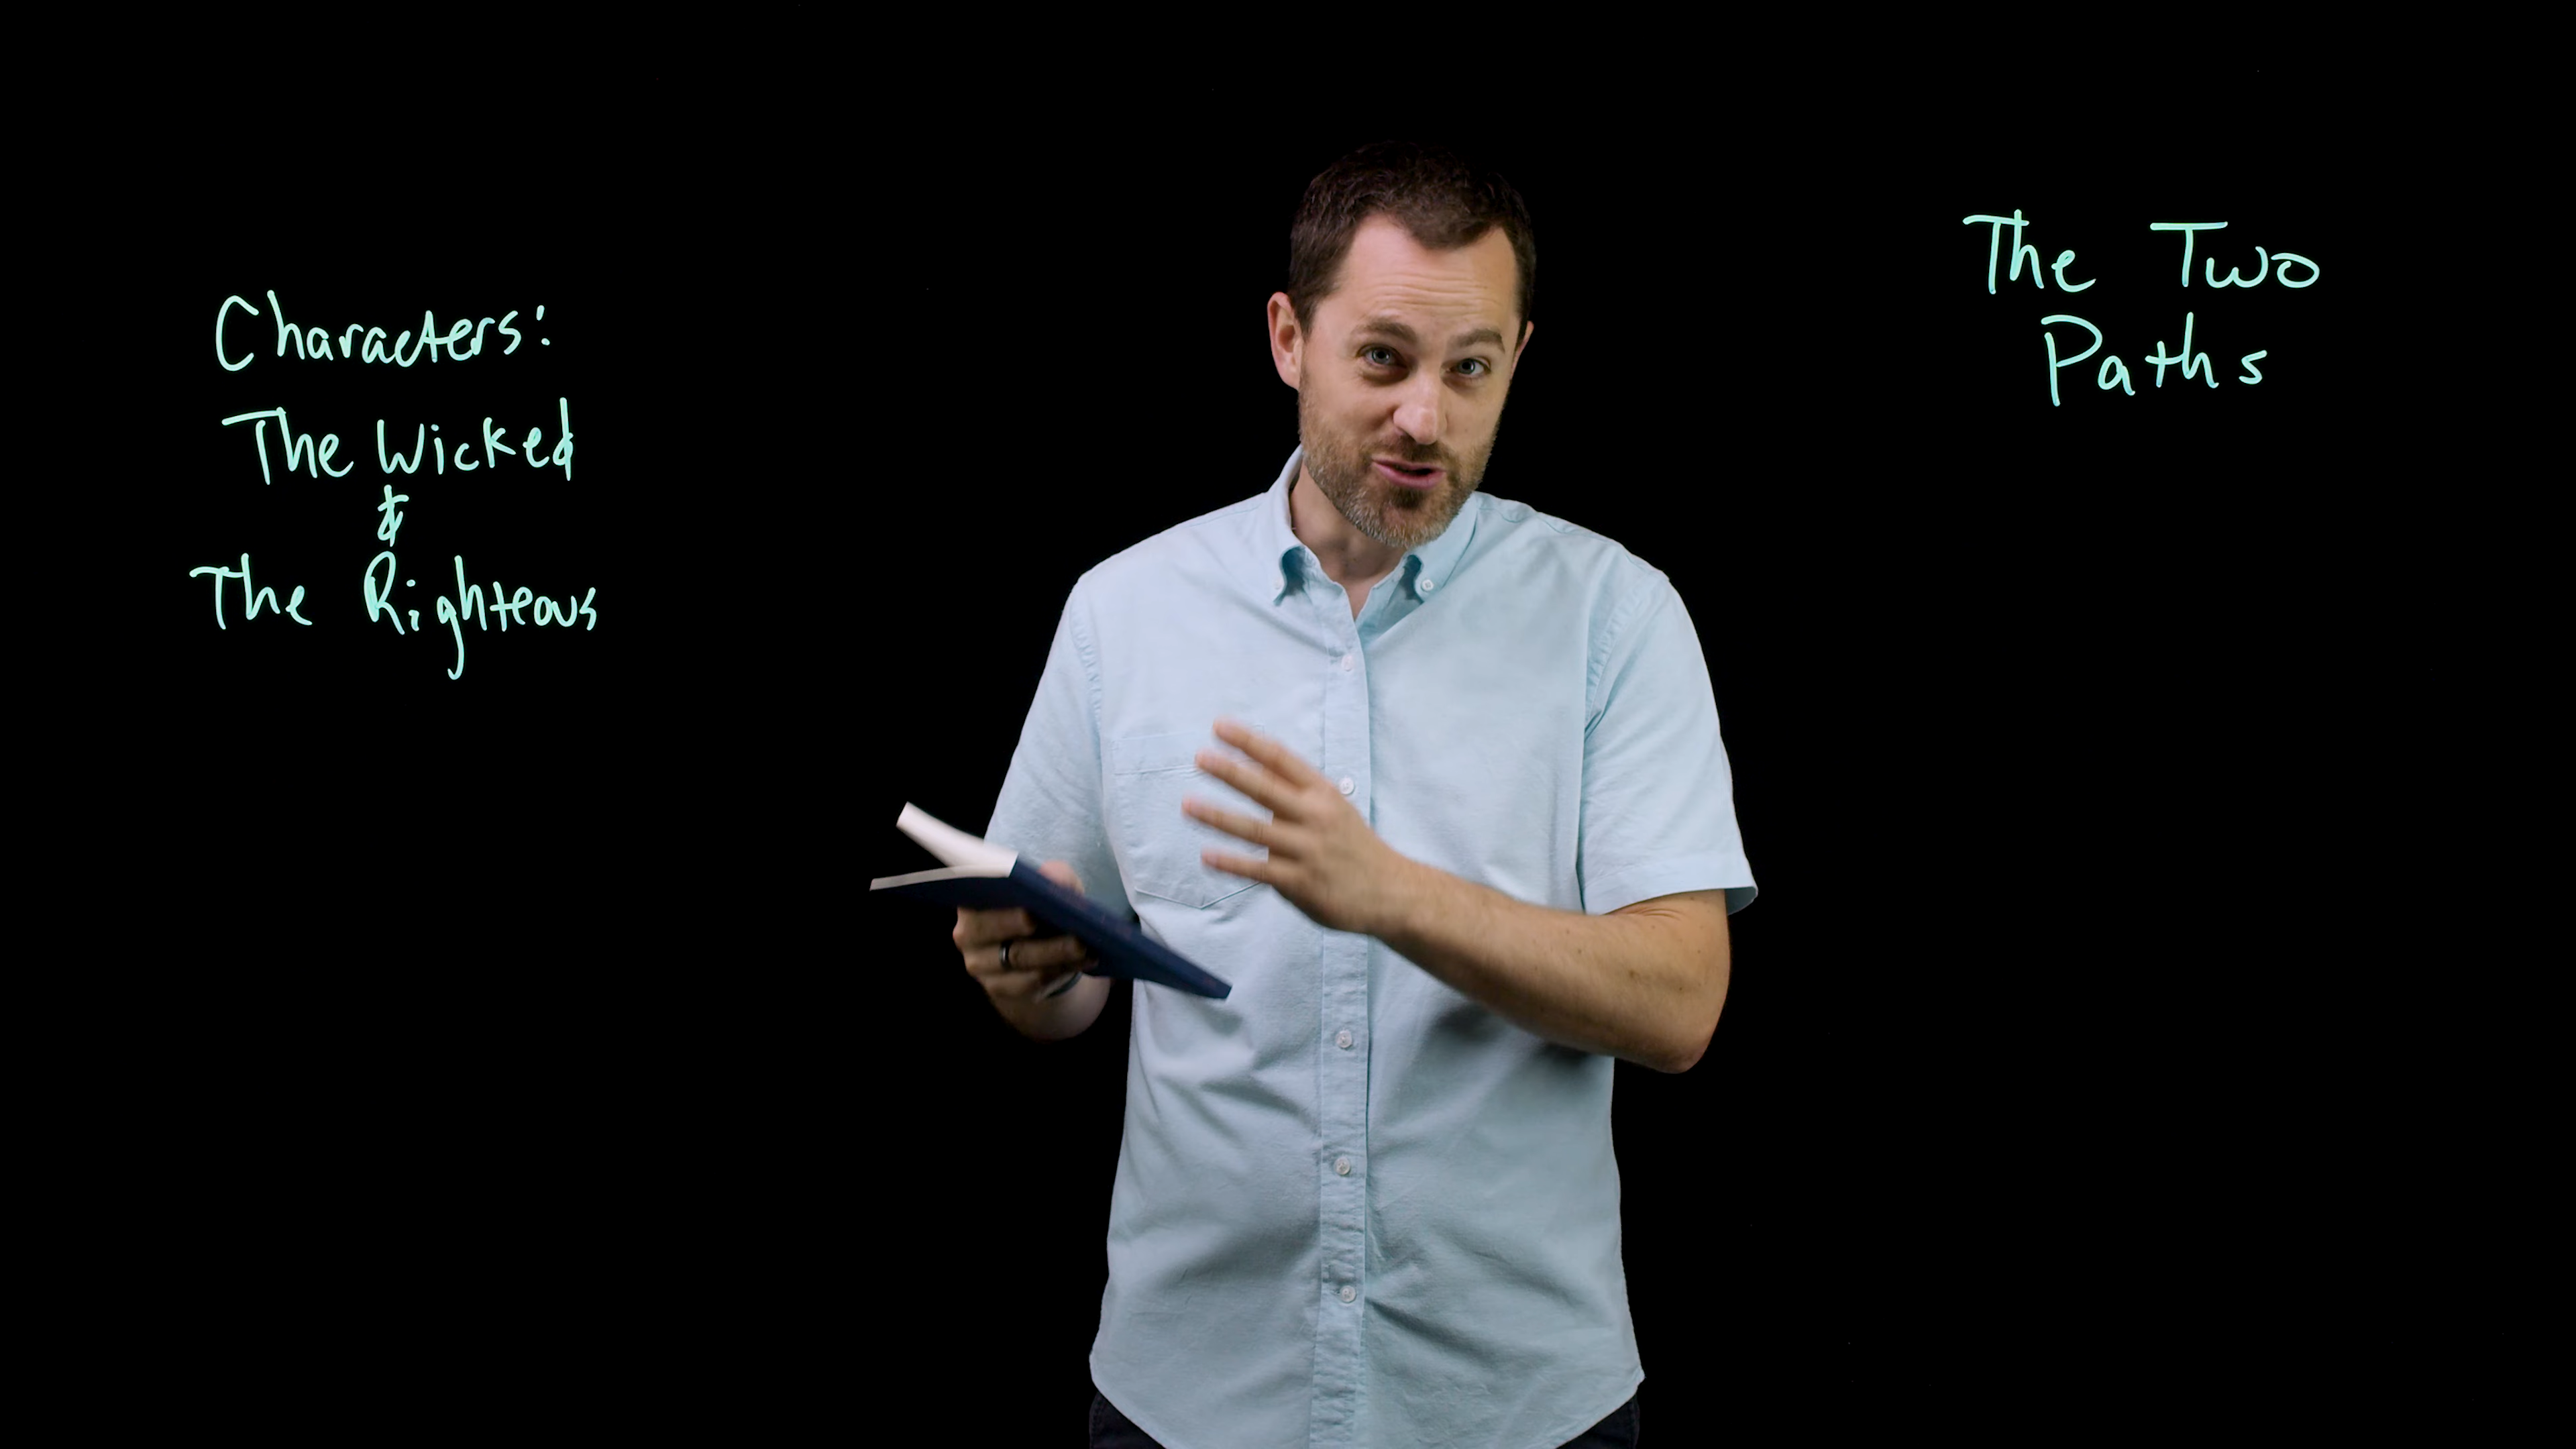 Characters:
The Wicked
&
The Righteous
The Two
Paths